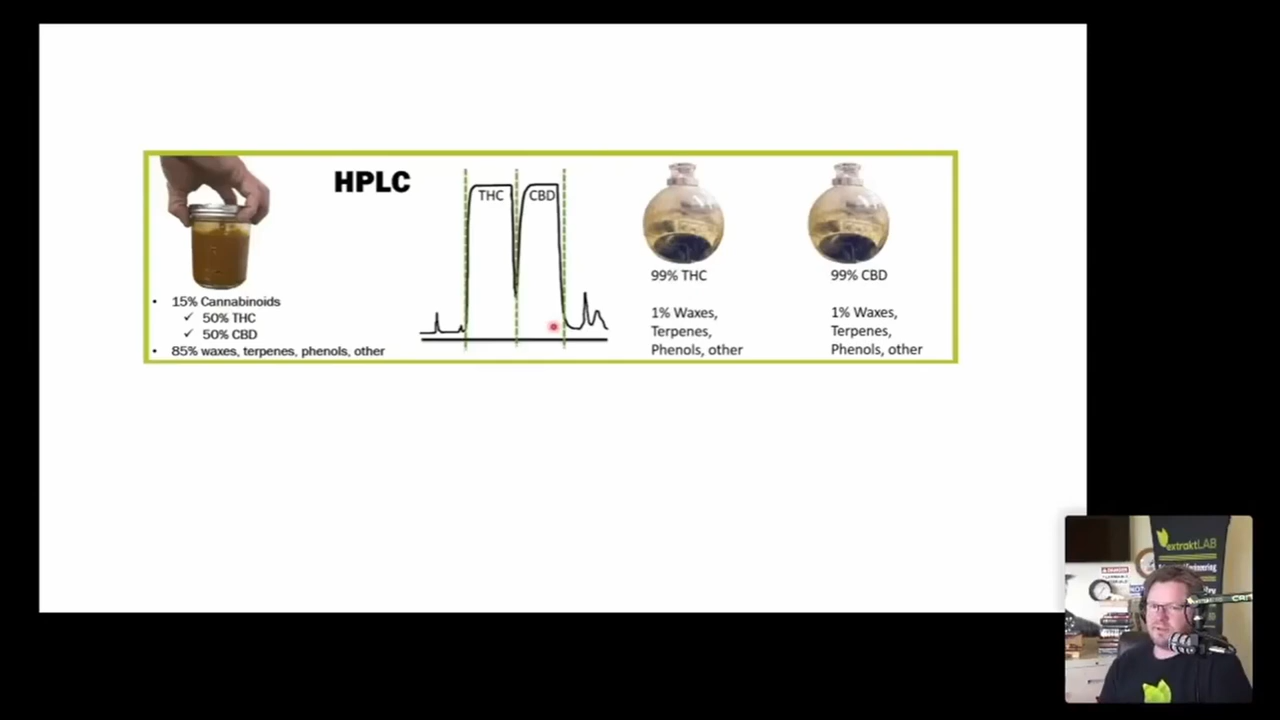 HPLC
THC
CBD
• 15% Cannabinoids
✓ 50% THC
✓ 50% CBD
• 85% waxes, terpenes, phenols, other
99% THC
1% Waxes,
Terpenes,
Phenols, other
99% CBD
1% Waxes,
Terpenes,
Phenols, other
extraktLAB